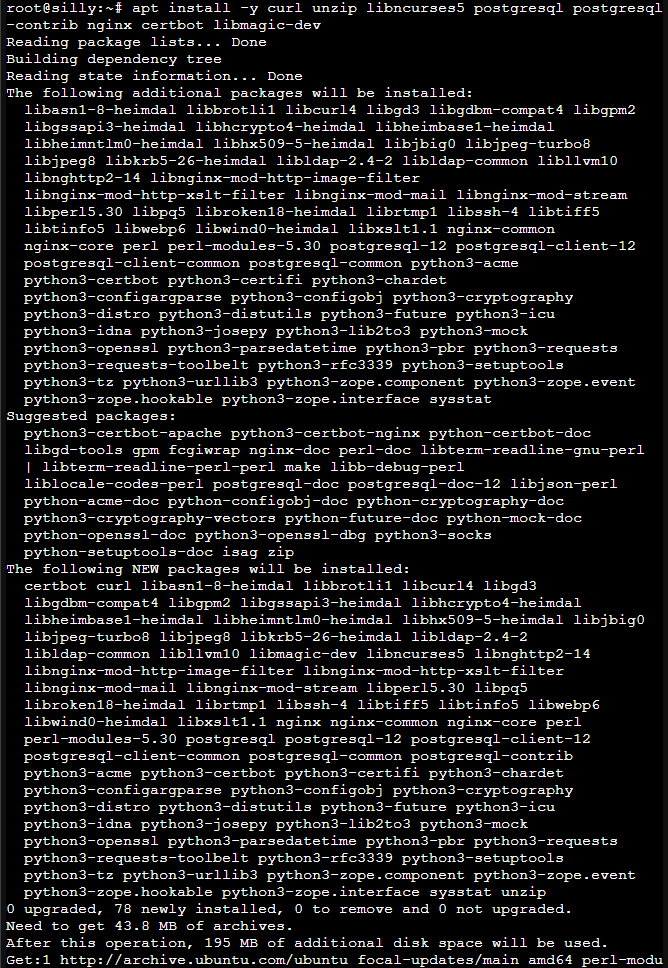 root@silly:~# apt install -y curl unzip libncurses5 postgresql postgresql
-contrib nginx certbot libmagic-dev
Reading package lists... Done
Building dependency tree
Reading state information... Done
The following additional packages will be installed:
  libasn1-8-heimdal libbrotli1 libcurl4 libgd3 libgdbm-compat4 libgpm2
  libgssapi3-heimdal libhcrypto4-heimdal libheimbase1-heimdal
  libheimntlm0-heimdal libhx509-5-heimdal libjbig0 libjpeg-turbo8
  libjpeg8 libkrb5-26-heimdal libldap-2.4-2 libldap-common libllvm10
  libnghttp2-14 libnginx-mod-http-image-filter
  libnginx-mod-http-xslt-filter libnginx-mod-mail libnginx-mod-stream
  libperl5.30 libpq5 libroken18-heimdal librtmp1 libssh-4 libtiff5
  libtinfo5 libwebp6 libwind0-heimdal libxslt1.1 nginx-common
  nginx-core perl perl-modules-5.30 postgresql-12 postgresql-client-12
  postgresql-client-common postgresql-common python3-acme
  python3-certbot python3-certifi python3-chardet
  python3-configargparse python3-configobj python3-cryptography
  python3-distro python3-distutils python3-future python3-icu
  python3-idna python3-josepy python3-lib2to3 python3-mock
  python3-openssl python3-parsedatetime python3-pbr python3-requests
  python3-requests-toolbelt python3-rfc3339 python3-setuptools
  python3-tz python3-urllib3 python3-zope.component python3-zope.event
  python3-zope.hookable python3-zope.interface sysstat
Suggested packages:
  python3-certbot-apache python3-certbot-nginx python-certbot-doc
  libgd-tools gpm fcgiwrap nginx-doc perl-doc libterm-readline-gnu-perl
  | libterm-readline-perl-perl make libb-debug-perl
  liblocale-codes-perl postgresql-doc postgresql-doc-12 libjson-perl
  python-acme-doc python-configobj-doc python-cryptography-doc
  python3-cryptography-vectors python-future-doc python-mock-doc
  python-openssl-doc python3-openssl-dbg python3-socks
  python-setuptools-doc isag zip
The following NEW packages will be installed:
  certbot curl libasn1-8-heimdal libbrotli1 libcurl4 libgd3
  libgdbm-compat4 libgpm2 libgssapi3-heimdal libhcrypto4-heimdal
  libheimbase1-heimdal libheimntlm0-heimdal libhx509-5-heimdal libjbig0
  libjpeg-turbo8 libjpeg8 libkrb5-26-heimdal libldap-2.4-2
  libldap-common libllvm10 libmagic-dev libncurses5 libnghttp2-14
  libnginx-mod-http-image-filter libnginx-mod-http-xslt-filter
  libnginx-mod-mail libnginx-mod-stream libperl5.30 libpq5
  libroken18-heimdal librtmp1 libssh-4 libtiff5 libtinfo5 libwebp6
  libwind0-heimdal libxslt1.1 nginx nginx-common nginx-core perl
  perl-modules-5.30 postgresql postgresql-12 postgresql-client-12
  postgresql-client-common postgresql-common postgresql-contrib
  python3-acme python3-certbot python3-certifi python3-chardet
  python3-configargparse python3-configobj python3-cryptography
  python3-distro python3-distutils python3-future python3-icu
  python3-idna python3-josepy python3-lib2to3 python3-mock
  python3-openssl python3-parsedatetime python3-pbr python3-requests
  python3-requests-toolbelt python3-rfc3339 python3-setuptools
  python3-tz python3-urllib3 python3-zope.component python3-zope.event
  python3-zope.hookable python3-zope.interface sysstat unzip
0 upgraded, 78 newly installed, 0 to remove and 0 not upgraded.
Need to get 43.8 MB of archives.
After this operation, 195 MB of additional disk space will be used.
Get:1 http://archive.ubuntu.com/ubuntu focal-updates/main amd64 perl-modu